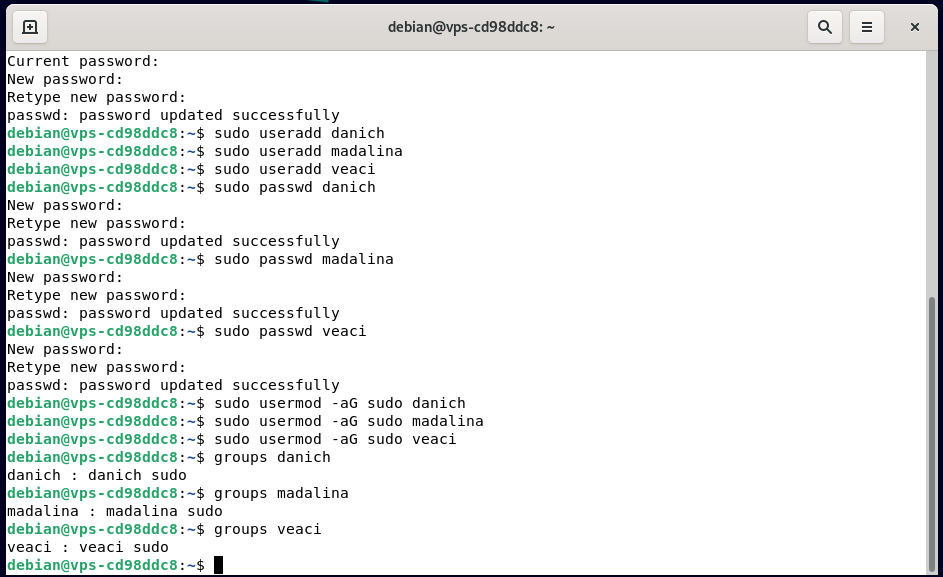 debian@vps-cd98ddc8: ~
Current password:
New password:
Retype new password:
passwd: password updated successfully
debian@vps-cd98ddc8:~$ sudo useradd danich
debian@vps-cd98ddc8:~$ sudo useradd madalina
debian@vps-cd98ddc8:~$ sudo useradd veaci
debian@vps-cd98ddc8:~$ sudo passwd danich
New password:
Retype new password:
passwd: password updated successfully
debian@vps-cd98ddc8:~$ sudo passwd madalina
New password:
Retype new password:
passwd: password updated successfully
debian@vps-cd98ddc8:~$ sudo passwd veaci
New password:
Retype new password:
passwd: password updated successfully
debian@vps-cd98ddc8:~$ sudo usermod -aG sudo danich
debian@vps-cd98ddc8:~$ sudo usermod -aG sudo madalina
debian@vps-cd98ddc8:~$ sudo usermod -aG sudo veaci
debian@vps-cd98ddc8:~$ groups danich
danich : danich sudo
debian@vps-cd98ddc8:~$ groups madalina
madalina : madalina sudo
debian@vps-cd98ddc8:~$ groups veaci
veaci : veaci sudo
debian@vps-cd98ddc8:~$